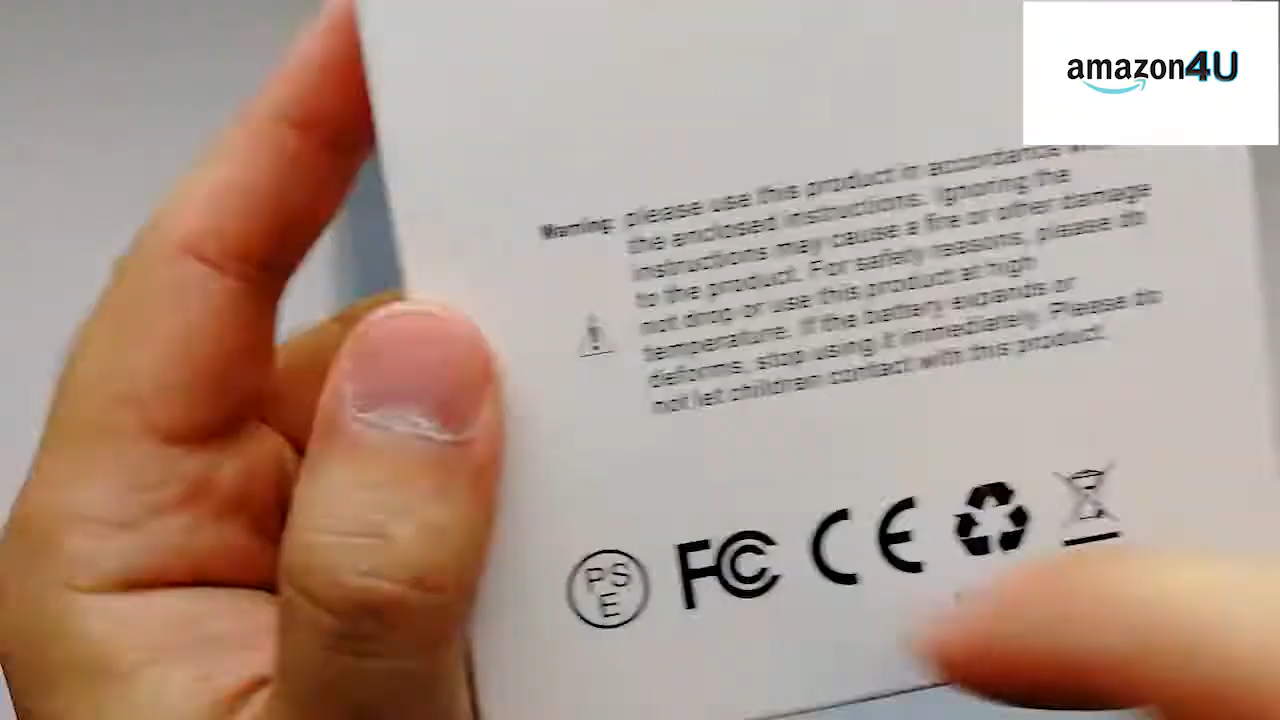 amazon4U
Warning: please use this product in accordance
the enclosed instructions. Ignoring the
instructions may cause a fire or other damage
to the product. For safety reasons, please do
not drop or use this product at high
temperature. If the battery expands or
deforms, stop using it immediately. Please do
not let children contact with this product.
PSE FC CE